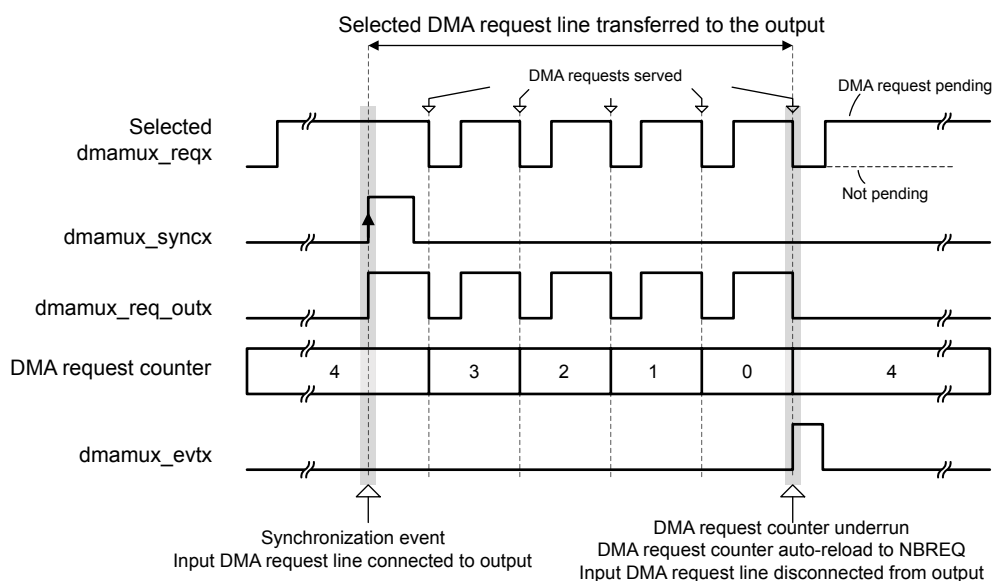 Selected DMA request line transferred to the output
DMA requests served
DMA request pending
Selected
dmamux_reqx
Not pending
dmamux_syncx
dmamux_req_outx
DMA request counter
4
3
2
1
0
4
dmamux_evtx
Synchronization event
Input DMA request line connected to output
DMA request counter underrun
DMA request counter auto-reload to NBREQ
Input DMA request line disconnected from output